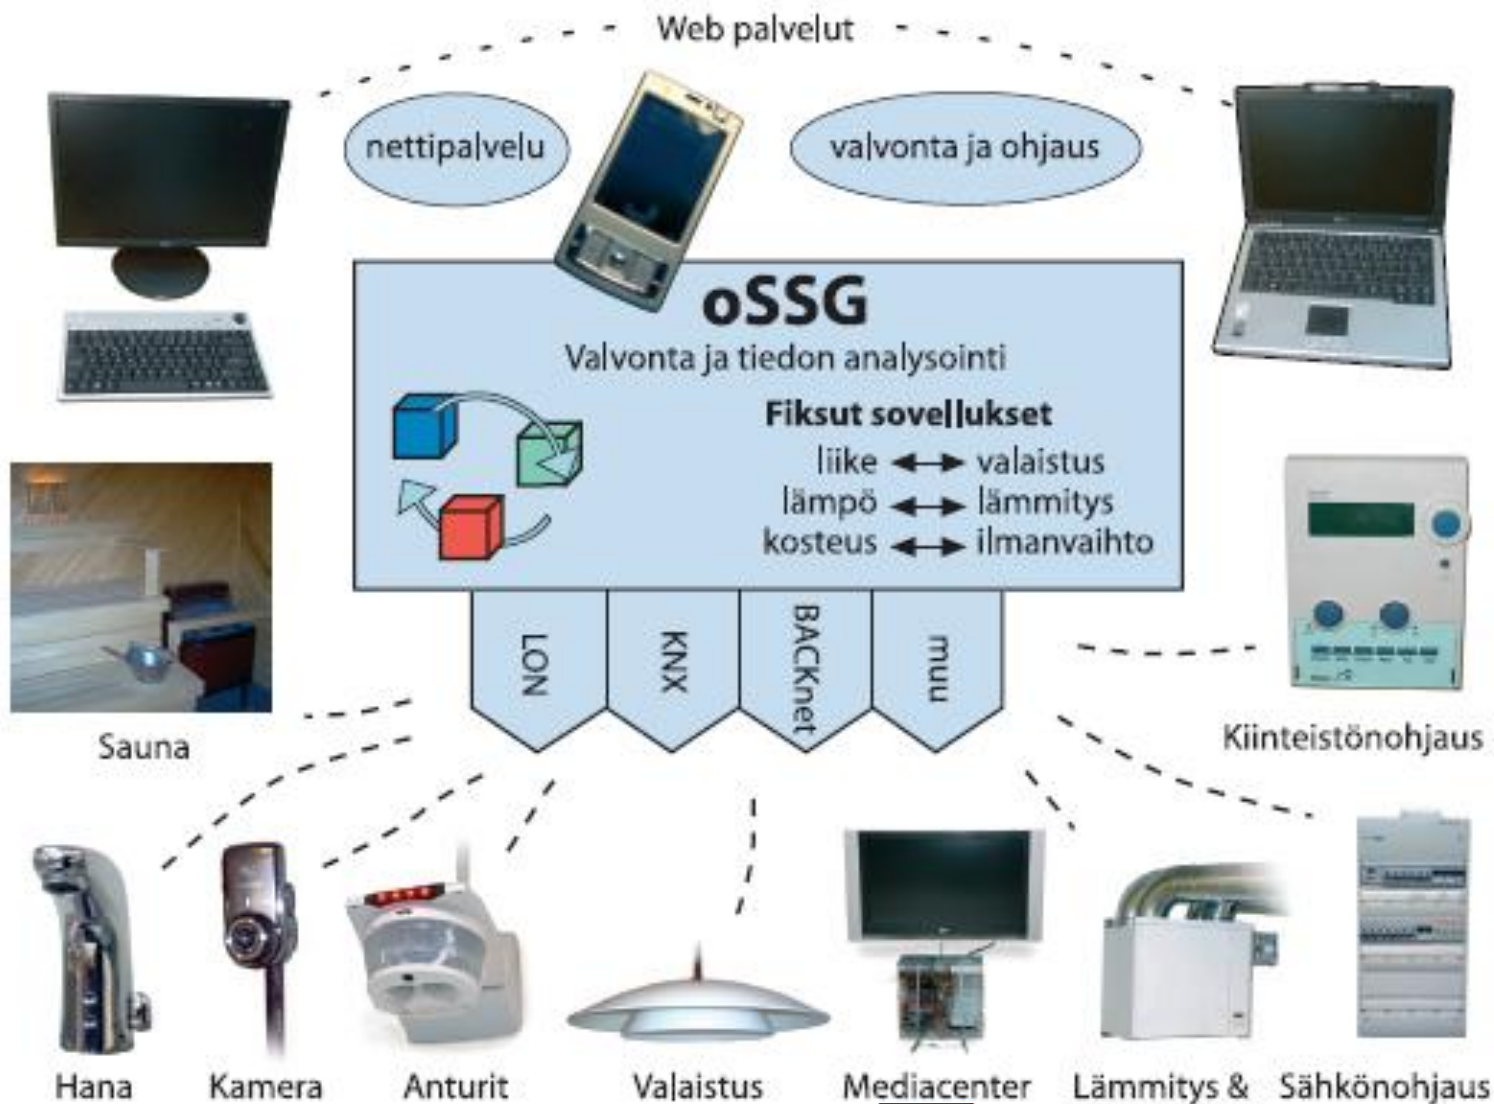 Web palvelut
nettipalvelu
valvonta ja ohjaus
oSSG
Valvonta ja tiedon analysointi
Fiksut sovellukset
liike valaistus
lämpö lämmitys
kosteus ilmanvaihto
LON
KNX
BACKnet
muu
Sauna
Kiinteistönohjaus
Hana
Kamera
Anturit
Valaistus
Mediacenter
Lämmitys &
Sähkönohjaus